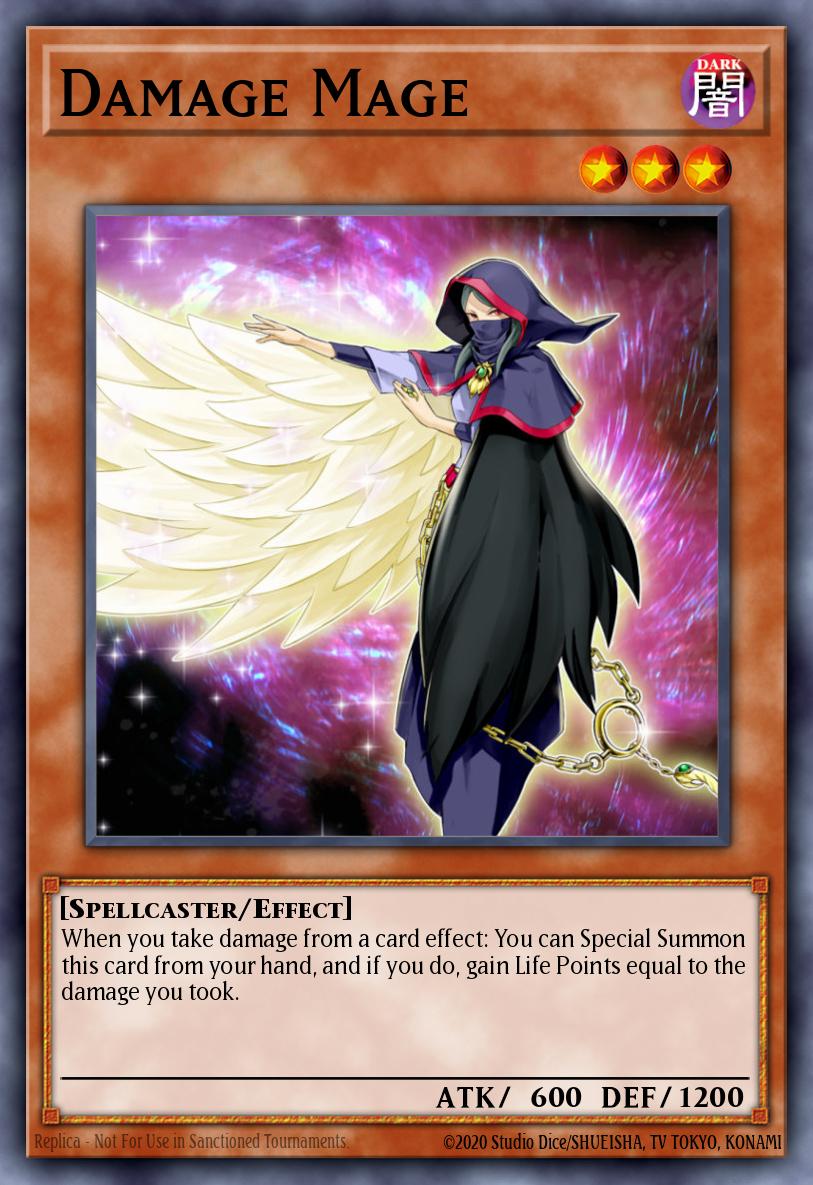 Damage Mage
DARK
闇
[Spellcaster/Effect]
When you take damage from a card effect: You can Special Summon
this card from your hand, and if you do, gain Life Points equal to the
damage you took.
ATK/ 600 DEF/1200
Replica - Not For Use in Sanctioned Tournaments.
©2020 Studio Dice/SHUEISHA, TV TOKYO, KONAMI